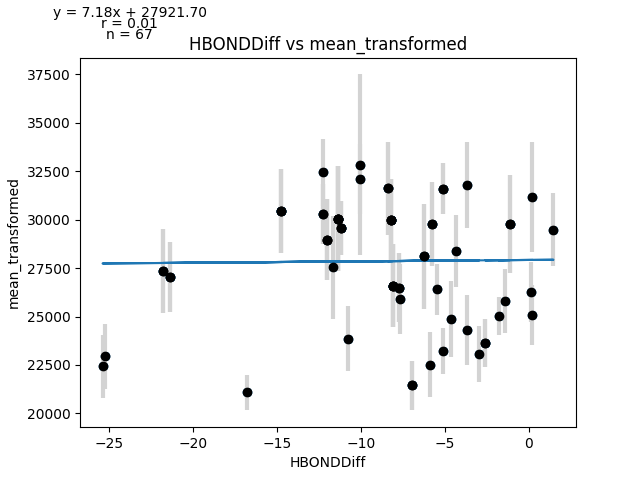 y = 7.18x + 27921.70
r = 0.01
n = 67
HBONDDiff vs mean_transformed
37500
35000
32500
30000
27500
25000
22500
20000
mean_transformed
−25
−20
−15
−10
−5
0
HBONDDiff